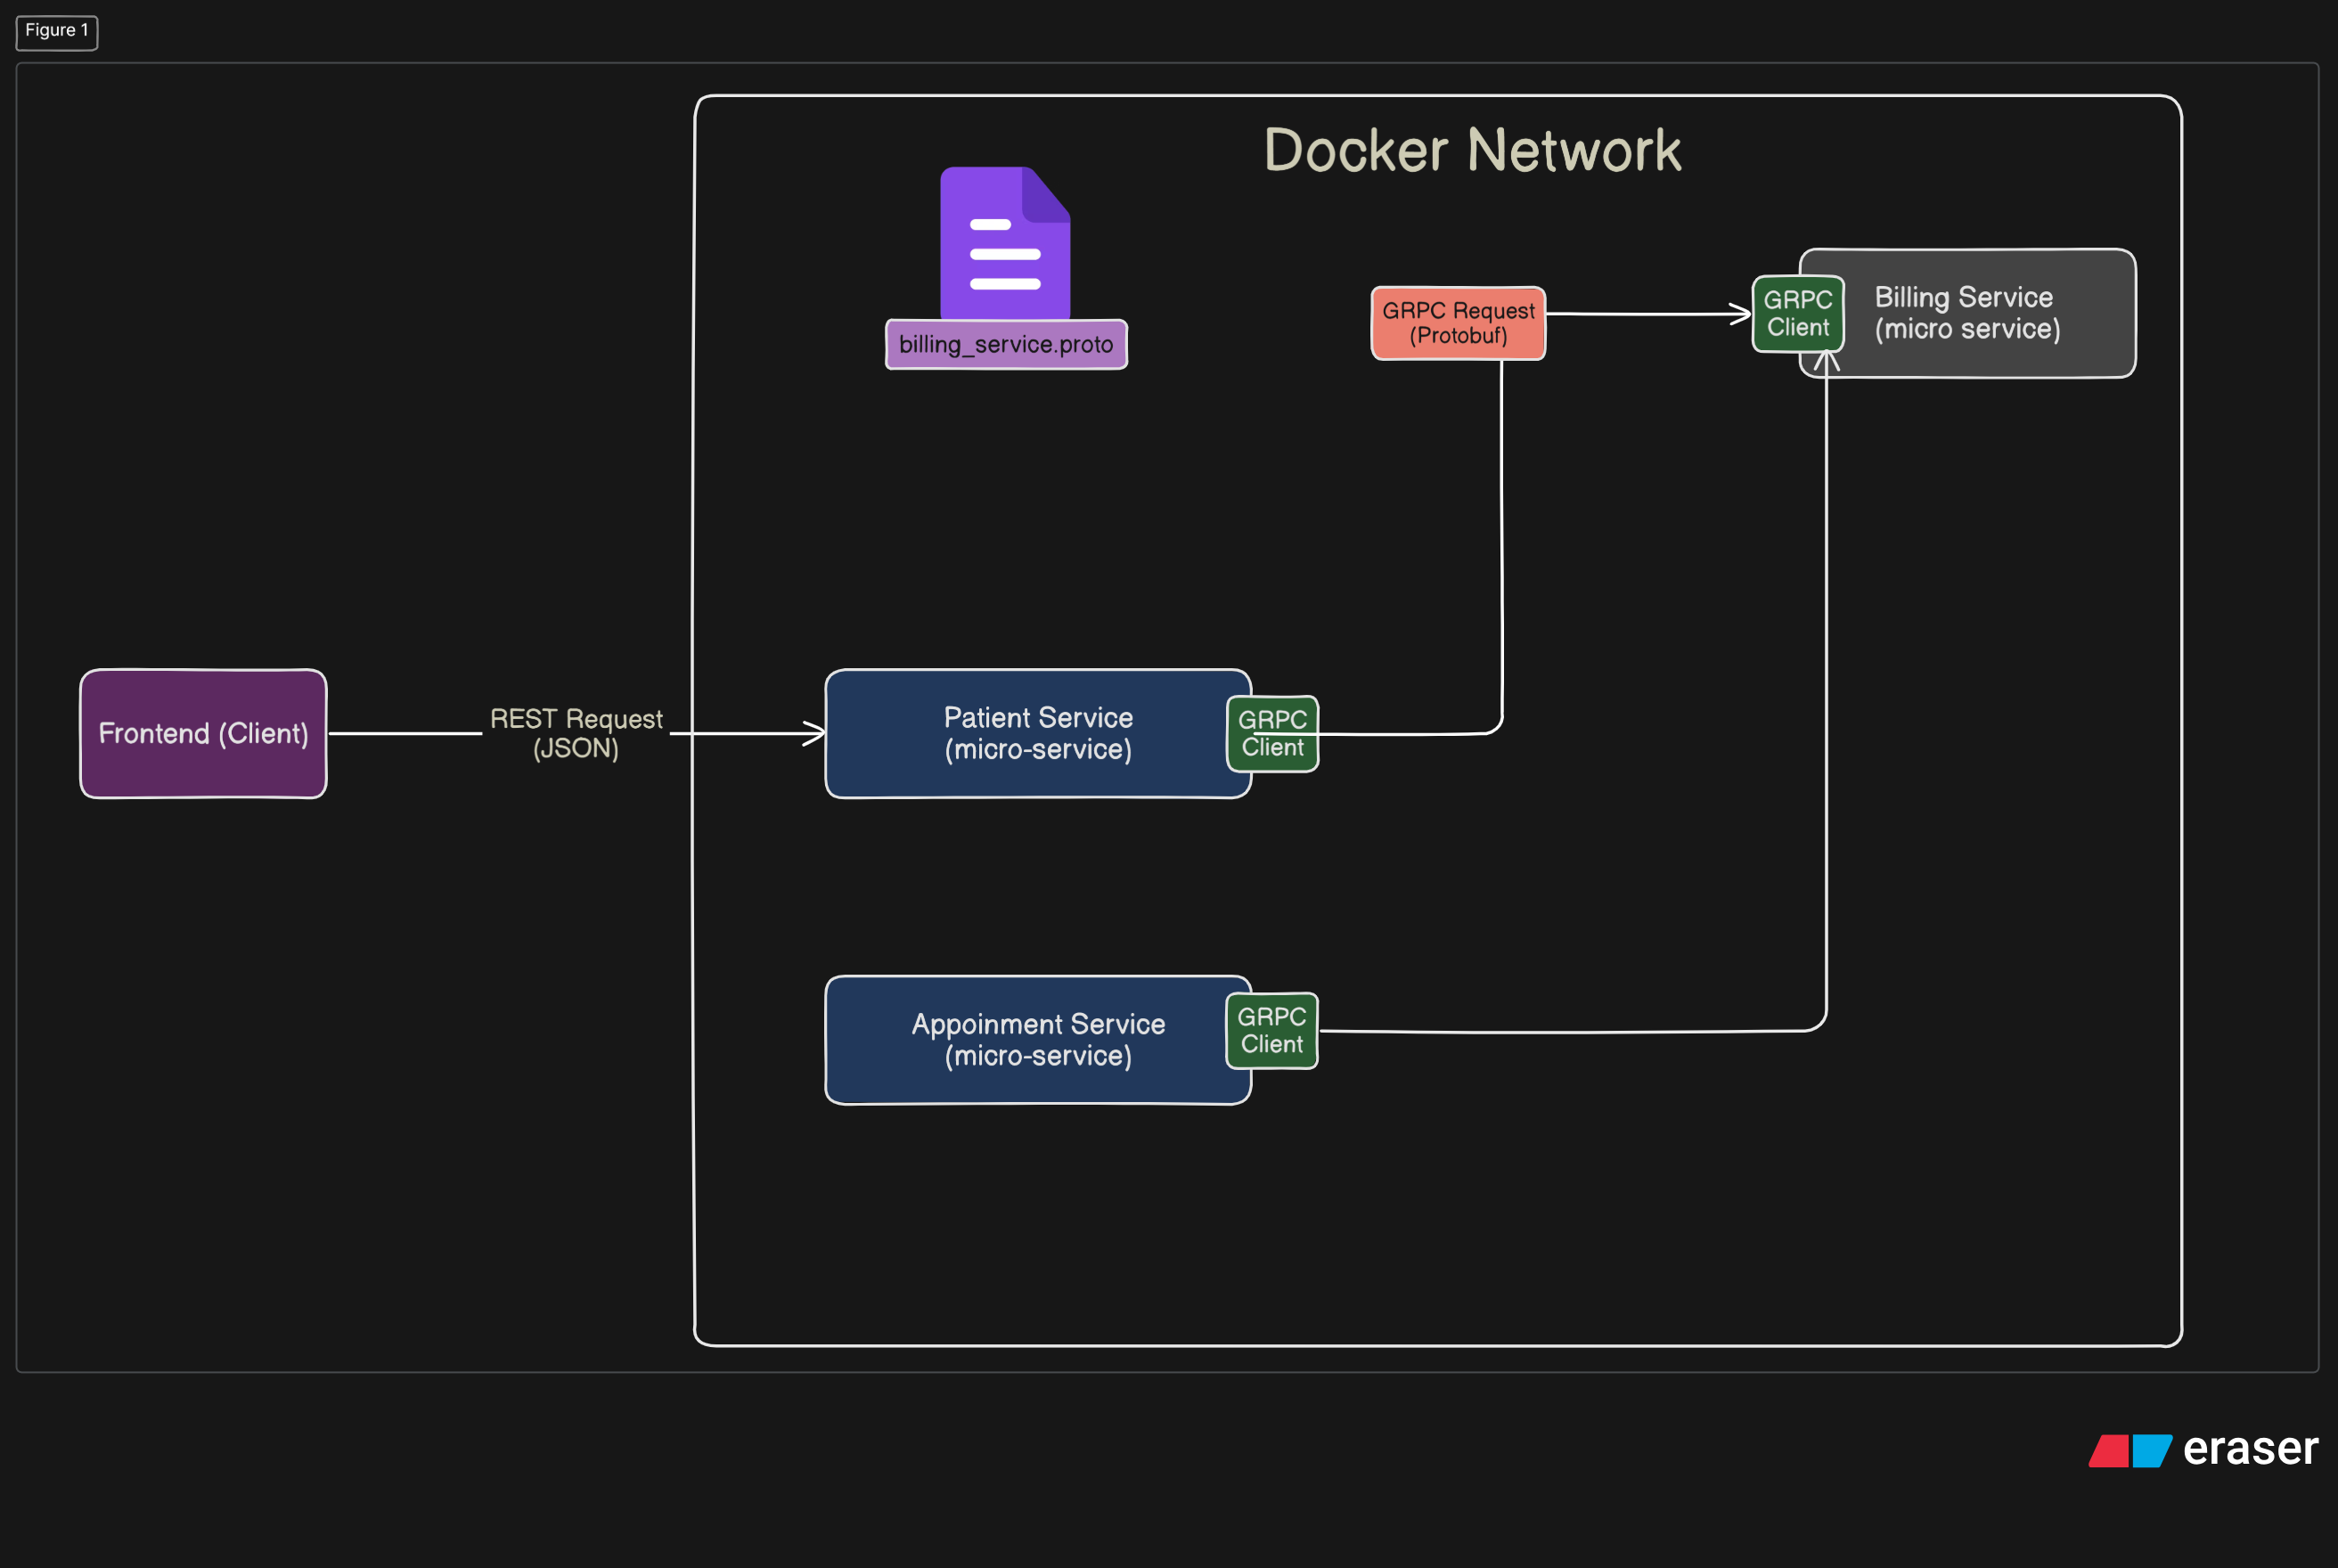 Figure 1
Docker Network
billing_service.proto
GRPC Request
(Protobuf)
GRPC
Client
Billing Service
(micro service)
Frontend (Client)
REST Request
(JSON)
Patient Service
(micro-service)
GRPC
Client
Appoinment Service
(micro-service)
GRPC
Client
eraser